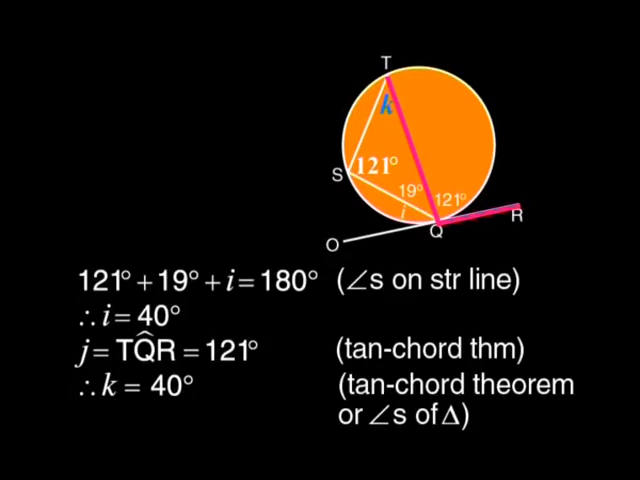 T
k
S
121°
19°
121°
i
R
Q
O
121° + 19° + i = 180° (∠s on str line)
∴ i = 40°
j = TQ̂R = 121° (tan-chord thm)
∴ k = 40° (tan-chord theorem
or ∠s of Δ)